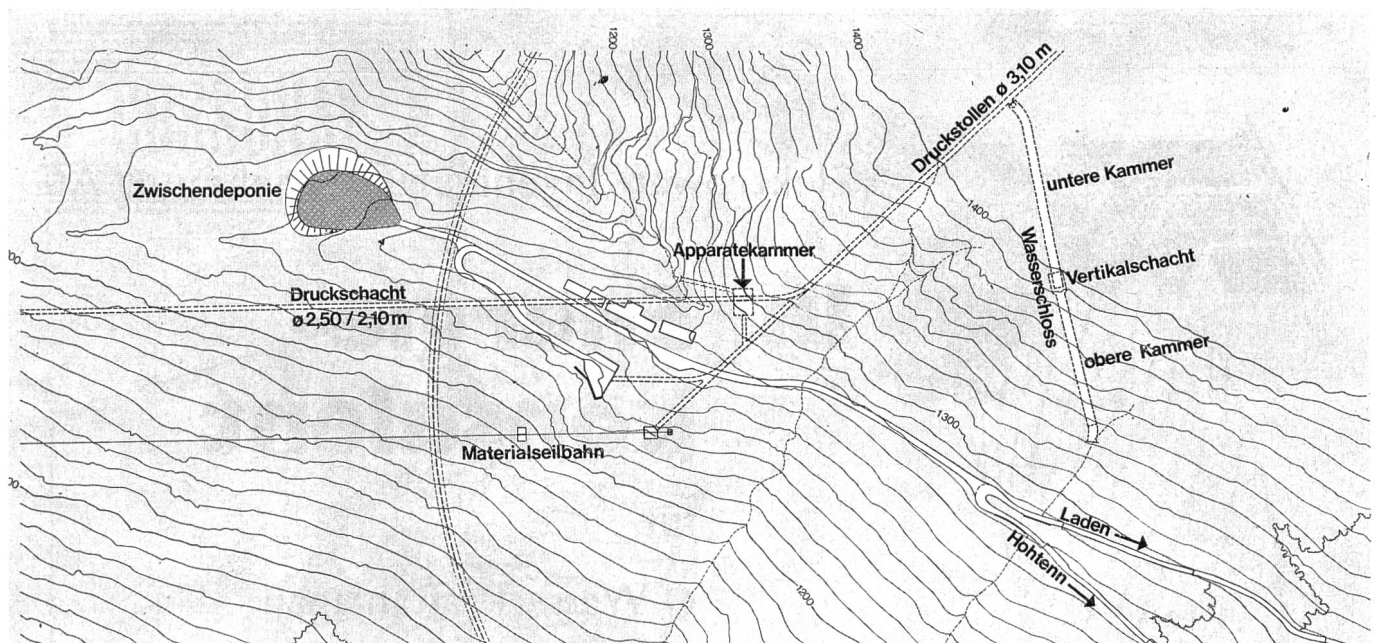 1200
1300
1400
Druckstollen ø 3,10 m
Zwischendeponie
untere Kammer
1400
Apparatekammer
Wasserschloss
Vertikalschacht
Druckschacht
ø 2,50 / 2,10 m
obere Kammer
1300
Materialseilbahn
Laden
Hohtenn
1200